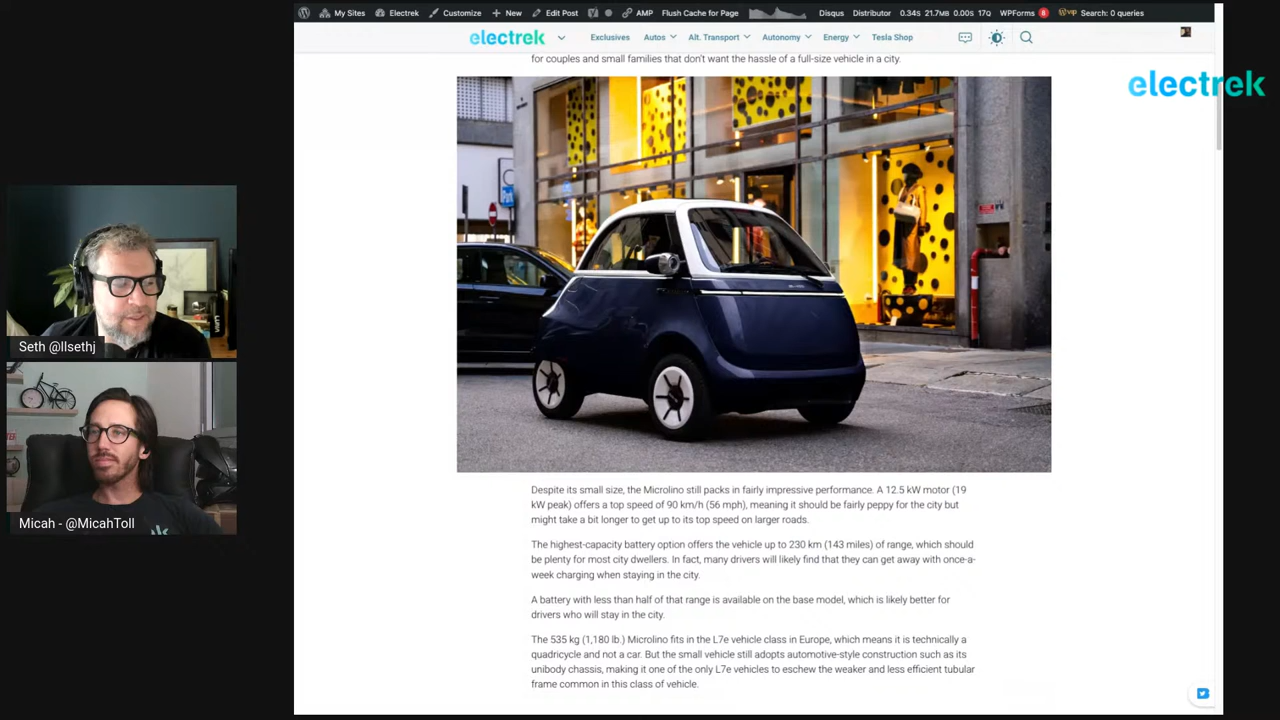 My Sites Electrek Customize New Edit Post AMP Flush Cache for Page Disqus Distributor 0.34s 21.7MB 0.00s 17Q WPForms 6 vip Search: 0 queries
electrek Exclusives Autos Alt. Transport Autonomy Energy Tesla Shop
for couples and small families that don't want the hassle of a full-size vehicle in a city.
electrek
Seth @llsethj
Micah - @MicahToll
Despite its small size, the Microlino still packs in fairly impressive performance. A 12.5 kW motor (19
kW peak) offers a top speed of 90 km/h (56 mph), meaning it should be fairly peppy for the city but
might take a bit longer to get up to its top speed on larger roads.
The highest-capacity battery option offers the vehicle up to 230 km (143 miles) of range, which should
be plenty for most city dwellers. In fact, many drivers will likely find that they can get away with once-a-
week charging when staying in the city.
A battery with less than half of that range is available on the base model, which is likely better for
drivers who will stay in the city.
The 535 kg (1,180 lb.) Microlino fits in the L7e vehicle class in Europe, which means it is technically a
quadricycle and not a car. But the small vehicle still adopts automotive-style construction such as its
unibody chassis, making it one of the only L7e vehicles to eschew the weaker and less efficient tubular
frame common in this class of vehicle.